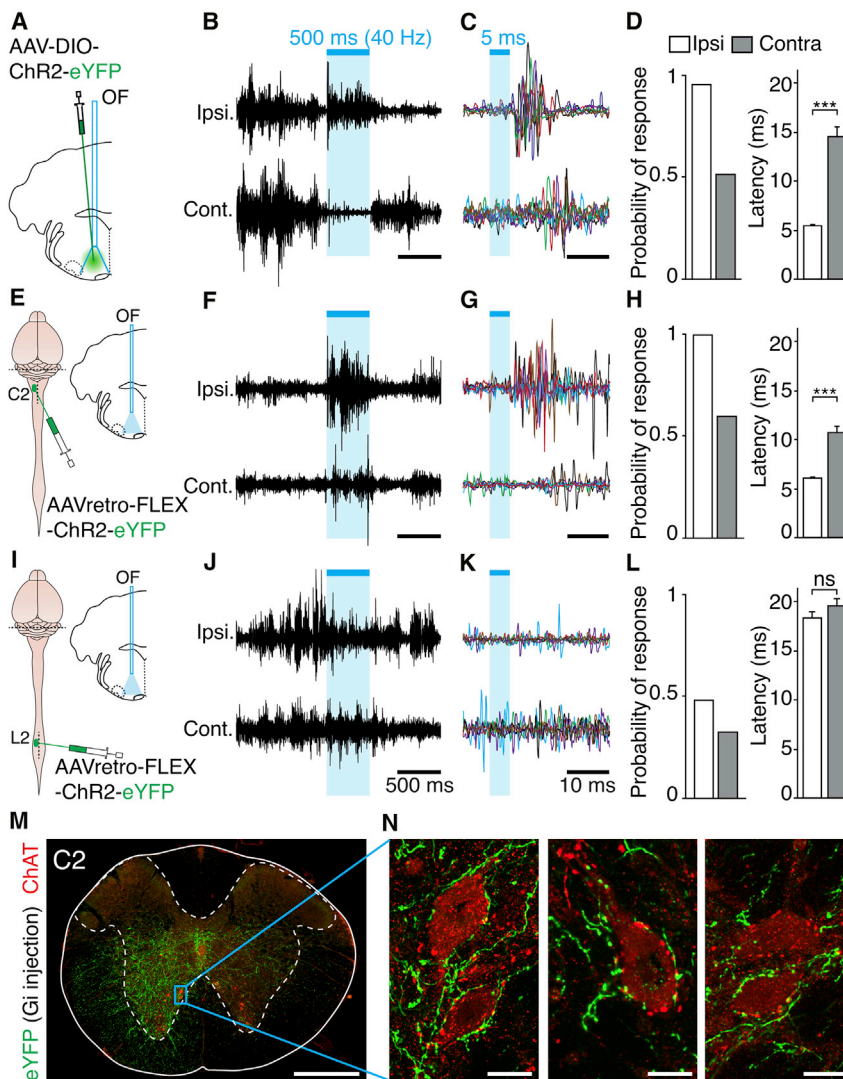 A
AAV-DIO-
ChR2-eYFP
OF
B
500 ms (40 Hz)
Ipsi.
Cont.
C
5 ms
D
Ipsi
Contra
Probability of response
1
0.5
0
Latency (ms)
20
15
10
5
0
***
E
C2
OF
AAVretro-FLEX
-ChR2-eYFP
F
Ipsi.
Cont.
G
H
Probability of response
1
0.5
0
Latency (ms)
20
15
10
5
0
***
I
L2
OF
AAVretro-FLEX
-ChR2-eYFP
J
Ipsi.
Cont.
500 ms
K
10 ms
L
Probability of response
1
0.5
0
Latency (ms)
20
15
10
5
0
ns
M
eYFP (Gi injection) ChAT
C2
N